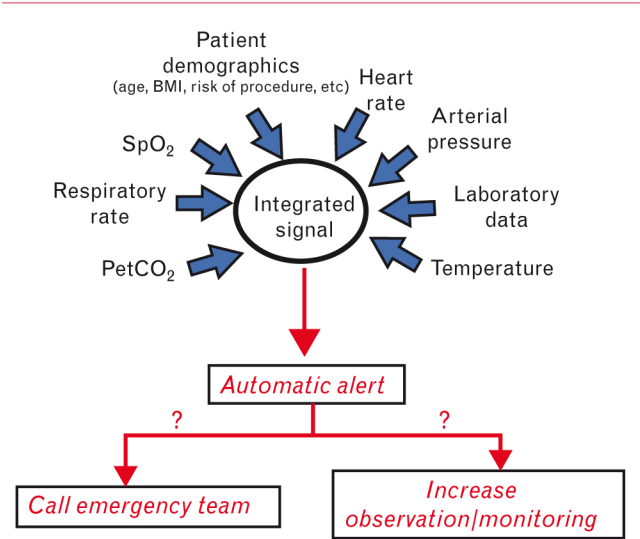 Patient
demographics
(age, BMI, risk of procedure, etc)
Heart
rate
Arterial
pressure
SpO₂
Respiratory
rate
Integrated
signal
Laboratory
data
PetCO₂
Temperature
Automatic alert
?
?
Call emergency team
Increase
observation/monitoring